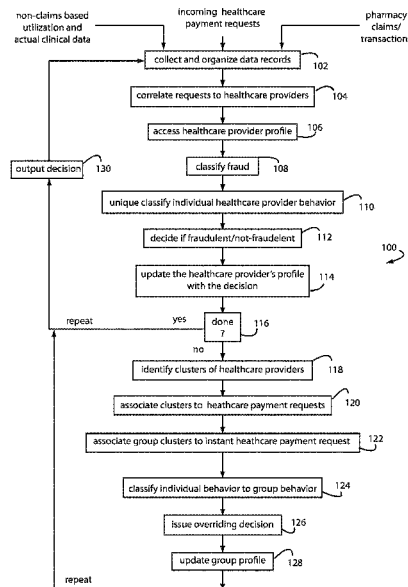 non-claims based
utilization and
actual clinical data
incoming healthcare
payment requests
pharmacy
claims/
transaction
collect and organize data records
102
correlate requests to healthcare providers
104
access healthcare provider profile
106
classify fraud
108
output decision
130
unique classify individual healthcare provider behavior
110
decide if fraudulent/not-fraudelent
112
100
update the healthcare provider's profile
with the decision
114
repeat
yes
done
?
116
no
identify clusters of healthcare providers
118
associate clusters to heathcare payment requests
120
associate group clusters to instant heathcare payment request
122
classify individual behavior to group behavior
124
issue overriding decision
126
update group profile
128
repeat